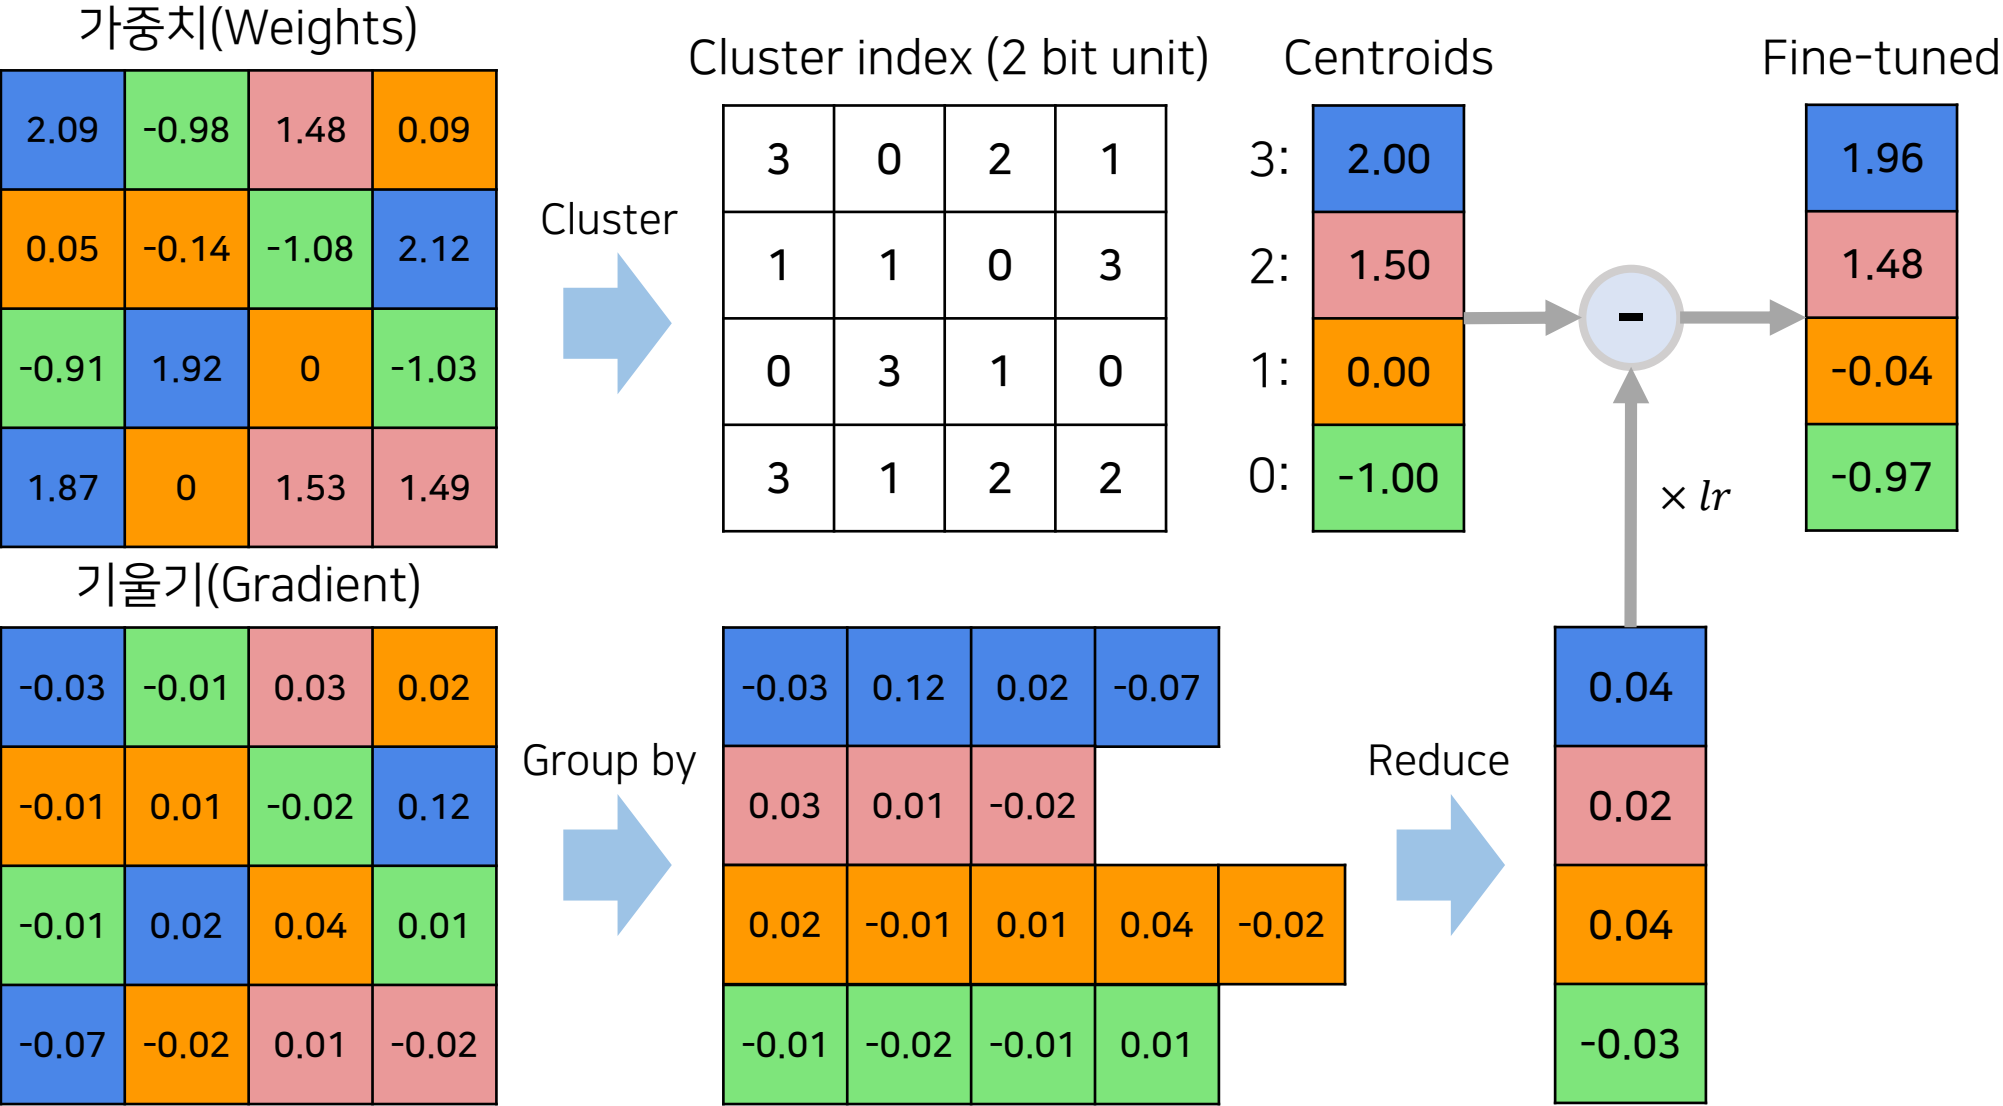 가중치(Weights)
2.09 -0.98 1.48 0.09
0.05 -0.14 -1.08 2.12
-0.91 1.92 0 -1.03
1.87 0 1.53 1.49
Cluster
Cluster index (2 bit unit)
3 0 2 1
1 1 0 3
0 3 1 0
3 1 2 2
Centroids
3: 2.00
2: 1.50
1: 0.00
0: -1.00
-
× lr
Fine-tuned
1.96
1.48
-0.04
-0.97
기울기(Gradient)
-0.03 -0.01 0.03 0.02
-0.01 0.01 -0.02 0.12
-0.01 0.02 0.04 0.01
-0.07 -0.02 0.01 -0.02
Group by
-0.03 0.12 0.02 -0.07
0.03 0.01 -0.02
0.02 -0.01 0.01 0.04 -0.02
-0.01 -0.02 -0.01 0.01
Reduce
0.04
0.02
0.04
-0.03